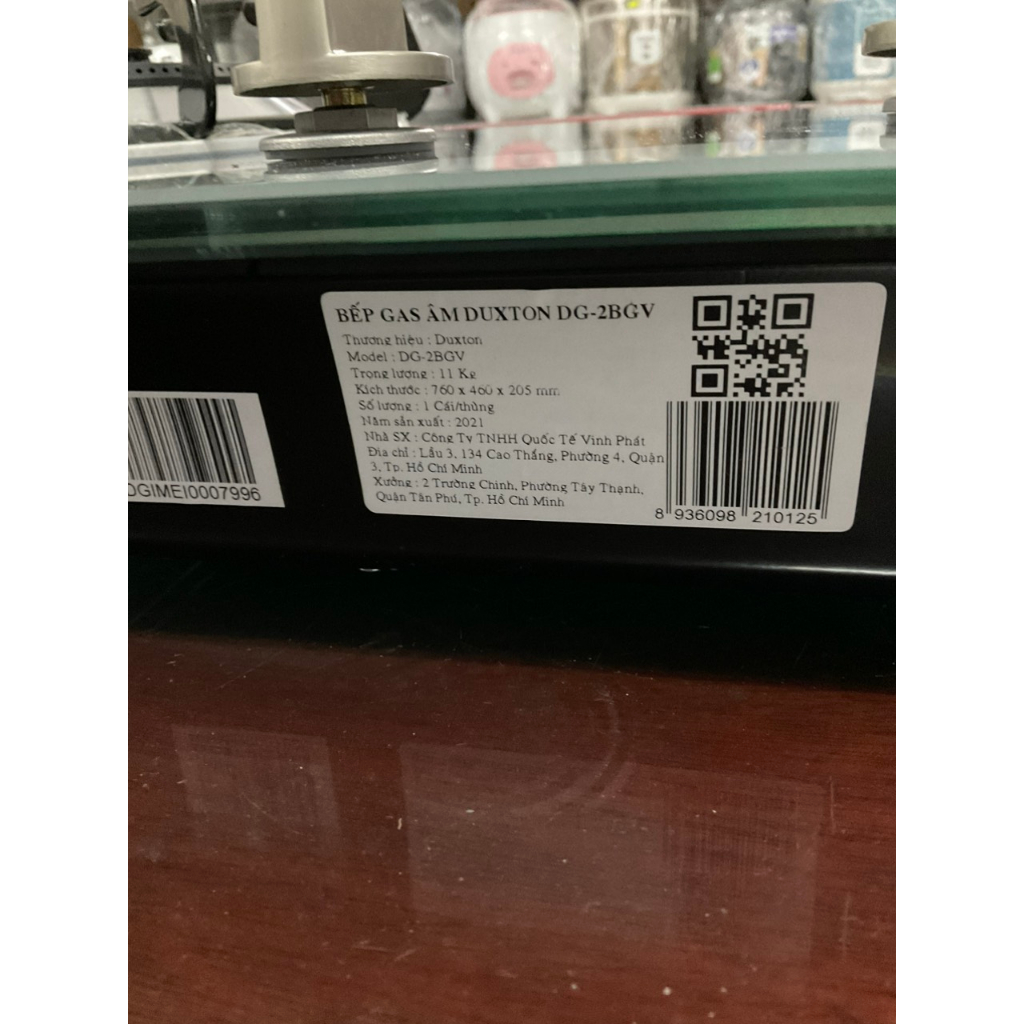 BẾP GAS ÂM DUXTON DG-2BGV
Thương hiệu : Duxton
Model : DG-2BGV
Trọng lượng : 11 Kg
Kích thước : 760 x 460 x 205 mm
Số lượng : 1 Cái/thùng
Năm sản xuất : 2021
Nhà SX : Công Ty TNHH Quốc Tế Vinh Phát
Địa chỉ : Lầu 3, 134 Cao Thắng, Phường 4, Quận
3, Tp. Hồ Chí Minh
Xưởng : 2 Trường Chinh, Phường Tây Thạnh,
Quận Tân Phú, Tp. Hồ Chí Minh
8 936098 210125
DGIMEI0007996